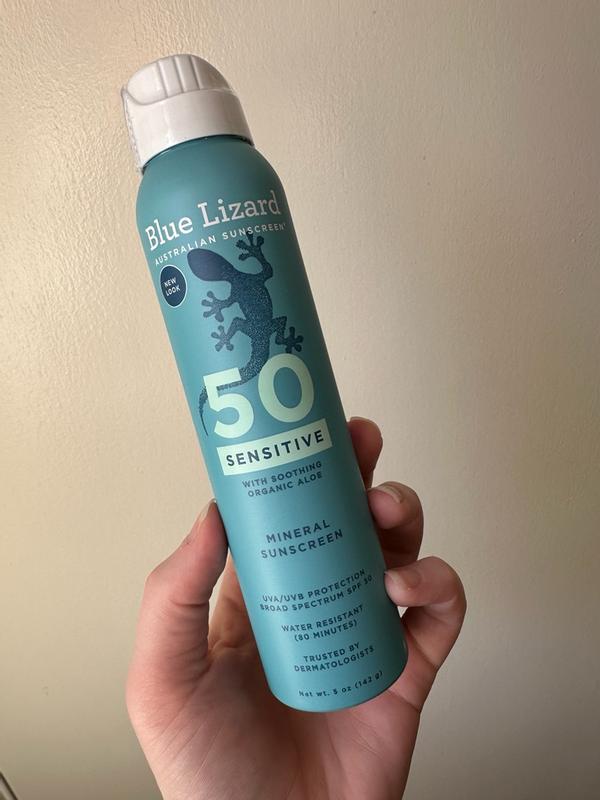 Blue Lizard
AUSTRALIAN SUNSCREEN®
NEW
LOOK
50
SENSITIVE
WITH SOOTHING
ORGANIC ALOE
MINERAL
SUNSCREEN
UVA/UVB PROTECTION
BROAD SPECTRUM SPF 50
WATER RESISTANT
(80 MINUTES)
TRUSTED BY
DERMATOLOGISTS
Net wt. 5 oz (142 g)